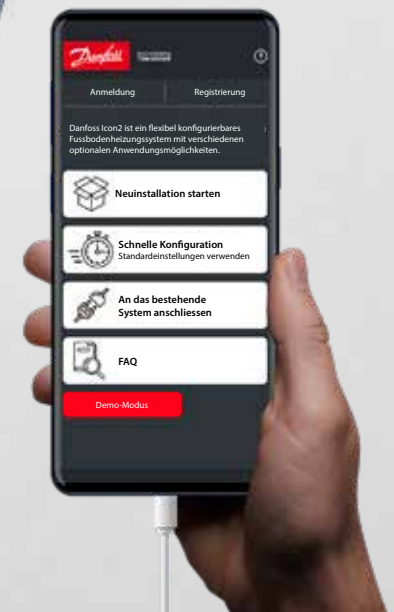 Danfoss
Anmeldung
Registrierung
Danfoss Icon2 ist ein flexibel konfigurierbares
Fussbodenheizungssystem mit verschiedenen
optionalen Anwendungsmöglichkeiten.
Neuinstallation starten
Schnelle Konfiguration
Standardeinstellungen verwenden
An das bestehende
System anschliessen
FAQ
Demo-Modus